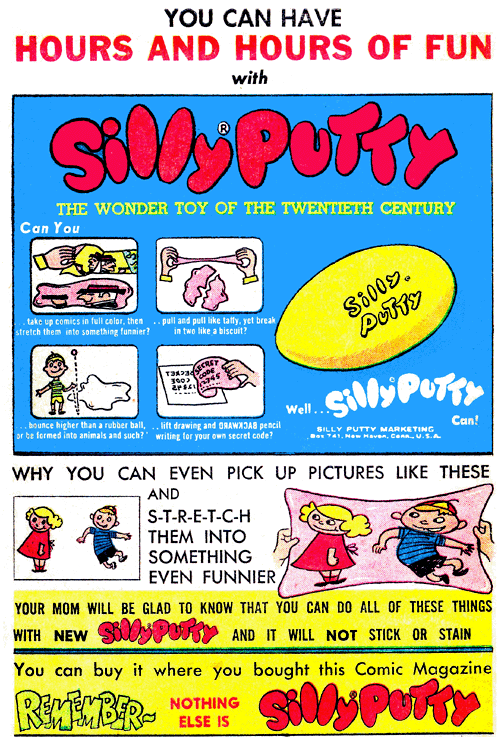 YOU CAN HAVE
HOURS AND HOURS OF FUN
with
Silly® PuTTy
THE WONDER TOY OF THE TWENTIETH CENTURY
Can You
. . . take up comics in full color, then
stretch them into something funnier?
. . pull and pull like taffy, yet break
in two like a biscuit?
Silly.
PuTTy
SECRET
CODE
. . . bounce higher than a rubber ball,
or be formed into animals and such?
. . lift drawing and BACKWARD pencil
writing for your own secret code?
Well . . . Silly PuTTy
Can!
SILLY PUTTY MARKETING
Box 741, New Haven, Conn., U.S.A.
WHY YOU CAN EVEN PICK UP PICTURES LIKE THESE
AND
S-T-R-E-T-C-H
THEM INTO
SOMETHING
EVEN FUNNIER
YOUR MOM WILL BE GLAD TO KNOW THAT YOU CAN DO ALL OF THESE THINGS
WITH NEW Silly PuTTy AND IT WILL NOT STICK OR STAIN
You can buy it where you bought this Comic Magazine
REMEMBER~ NOTHING
ELSE IS Silly PuTTy